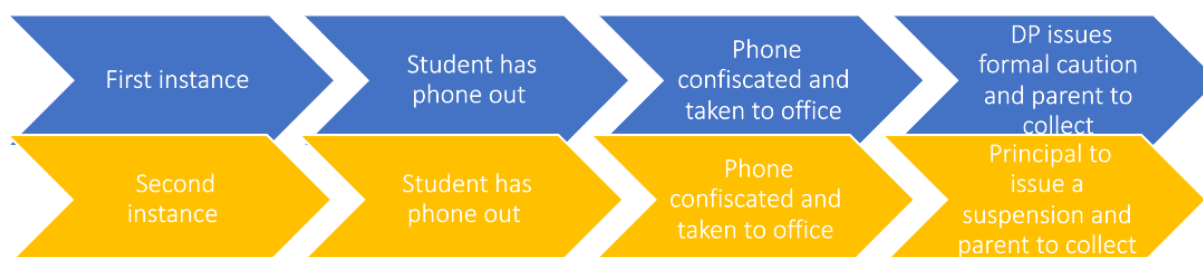 First instance
Student has
phone out
Phone
confiscated and
taken to office
DP issues
formal caution
and parent to
collect
Second
instance
Student has
phone out
Phone
confiscated and
taken to office
Principal to
issue a
suspension and
parent to collect